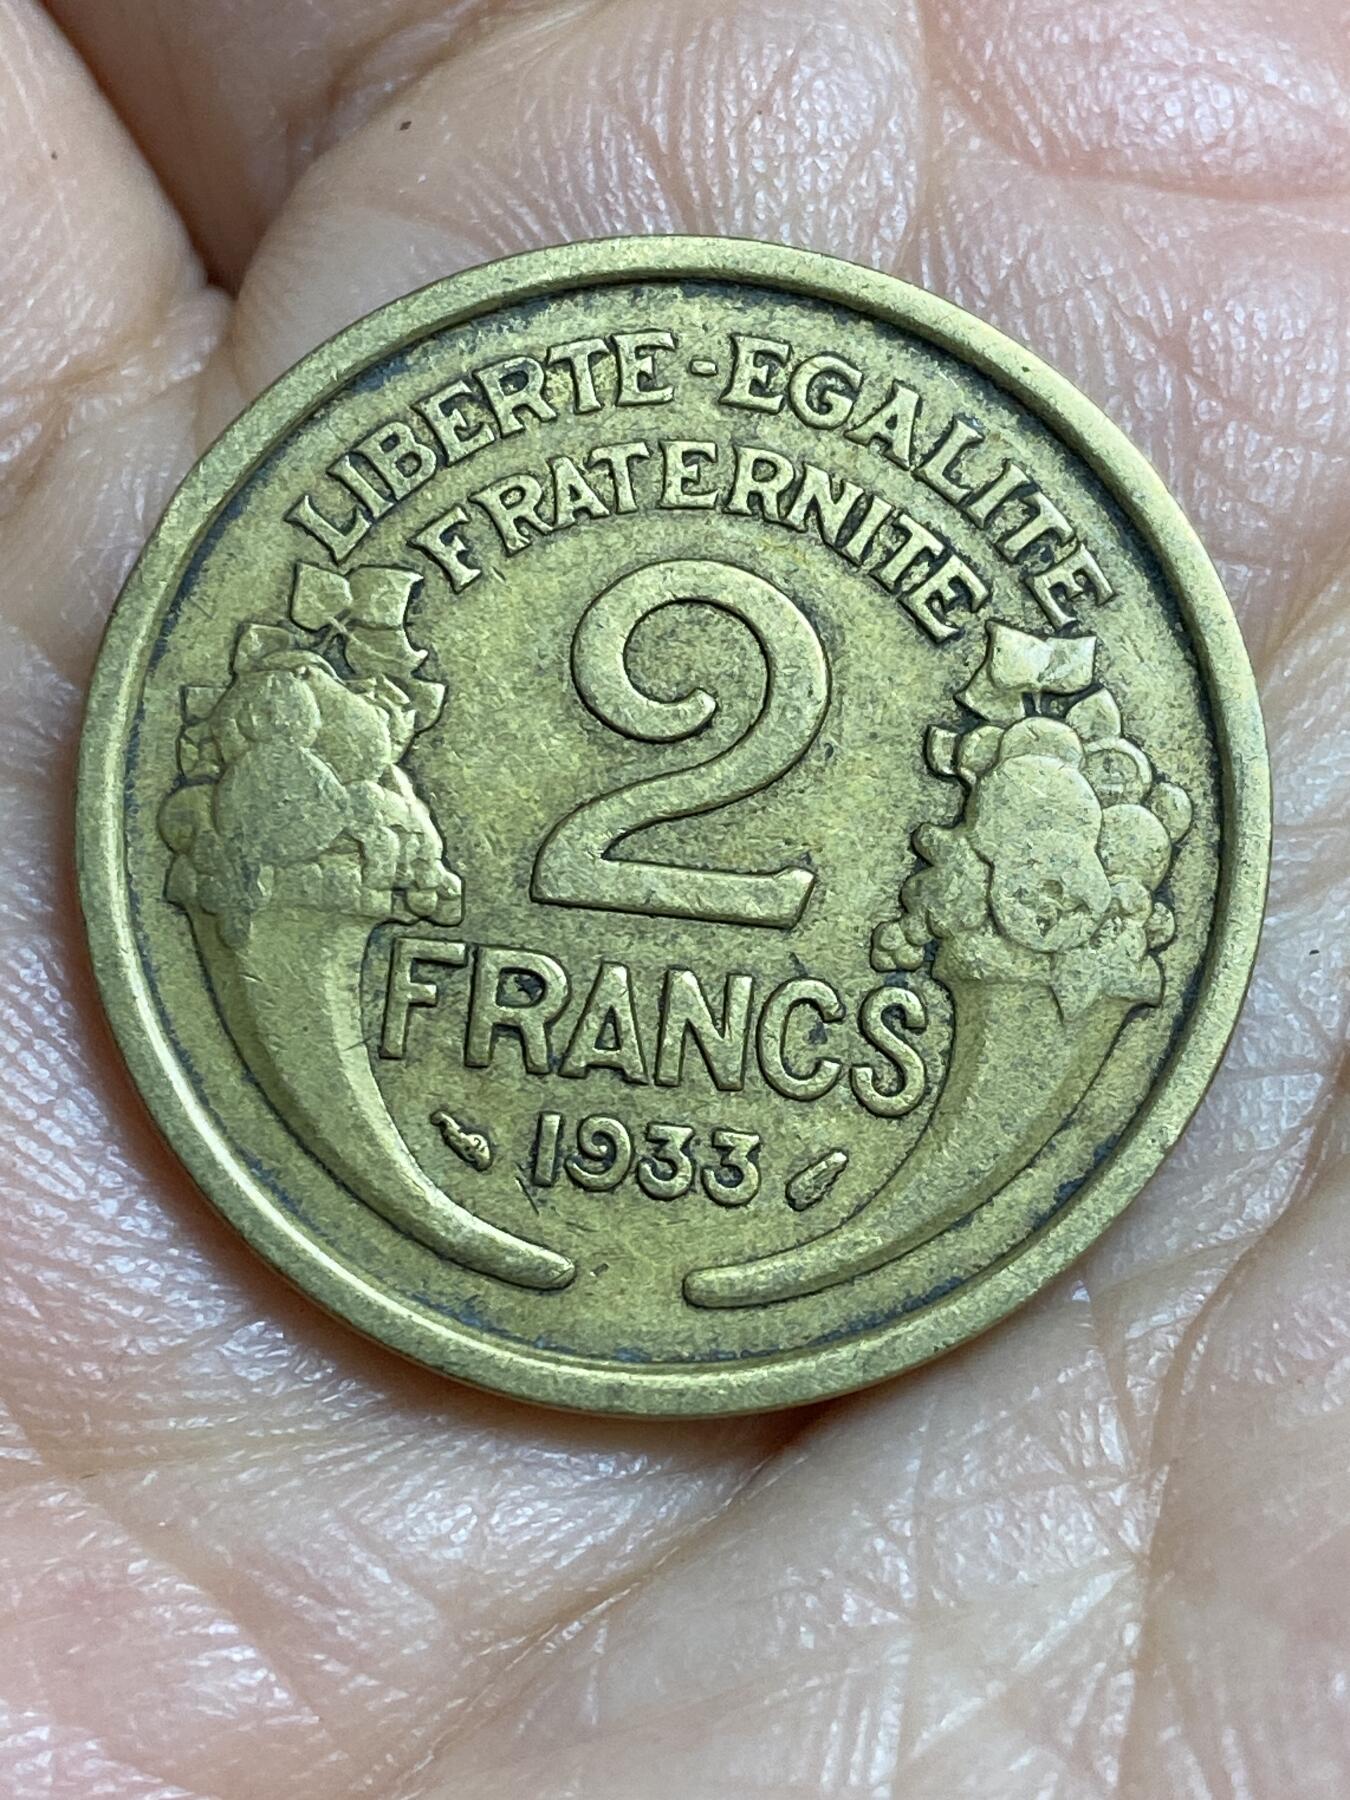 LIBERTE-EGALITE
FRATERNITE
2
FRANCS
1933